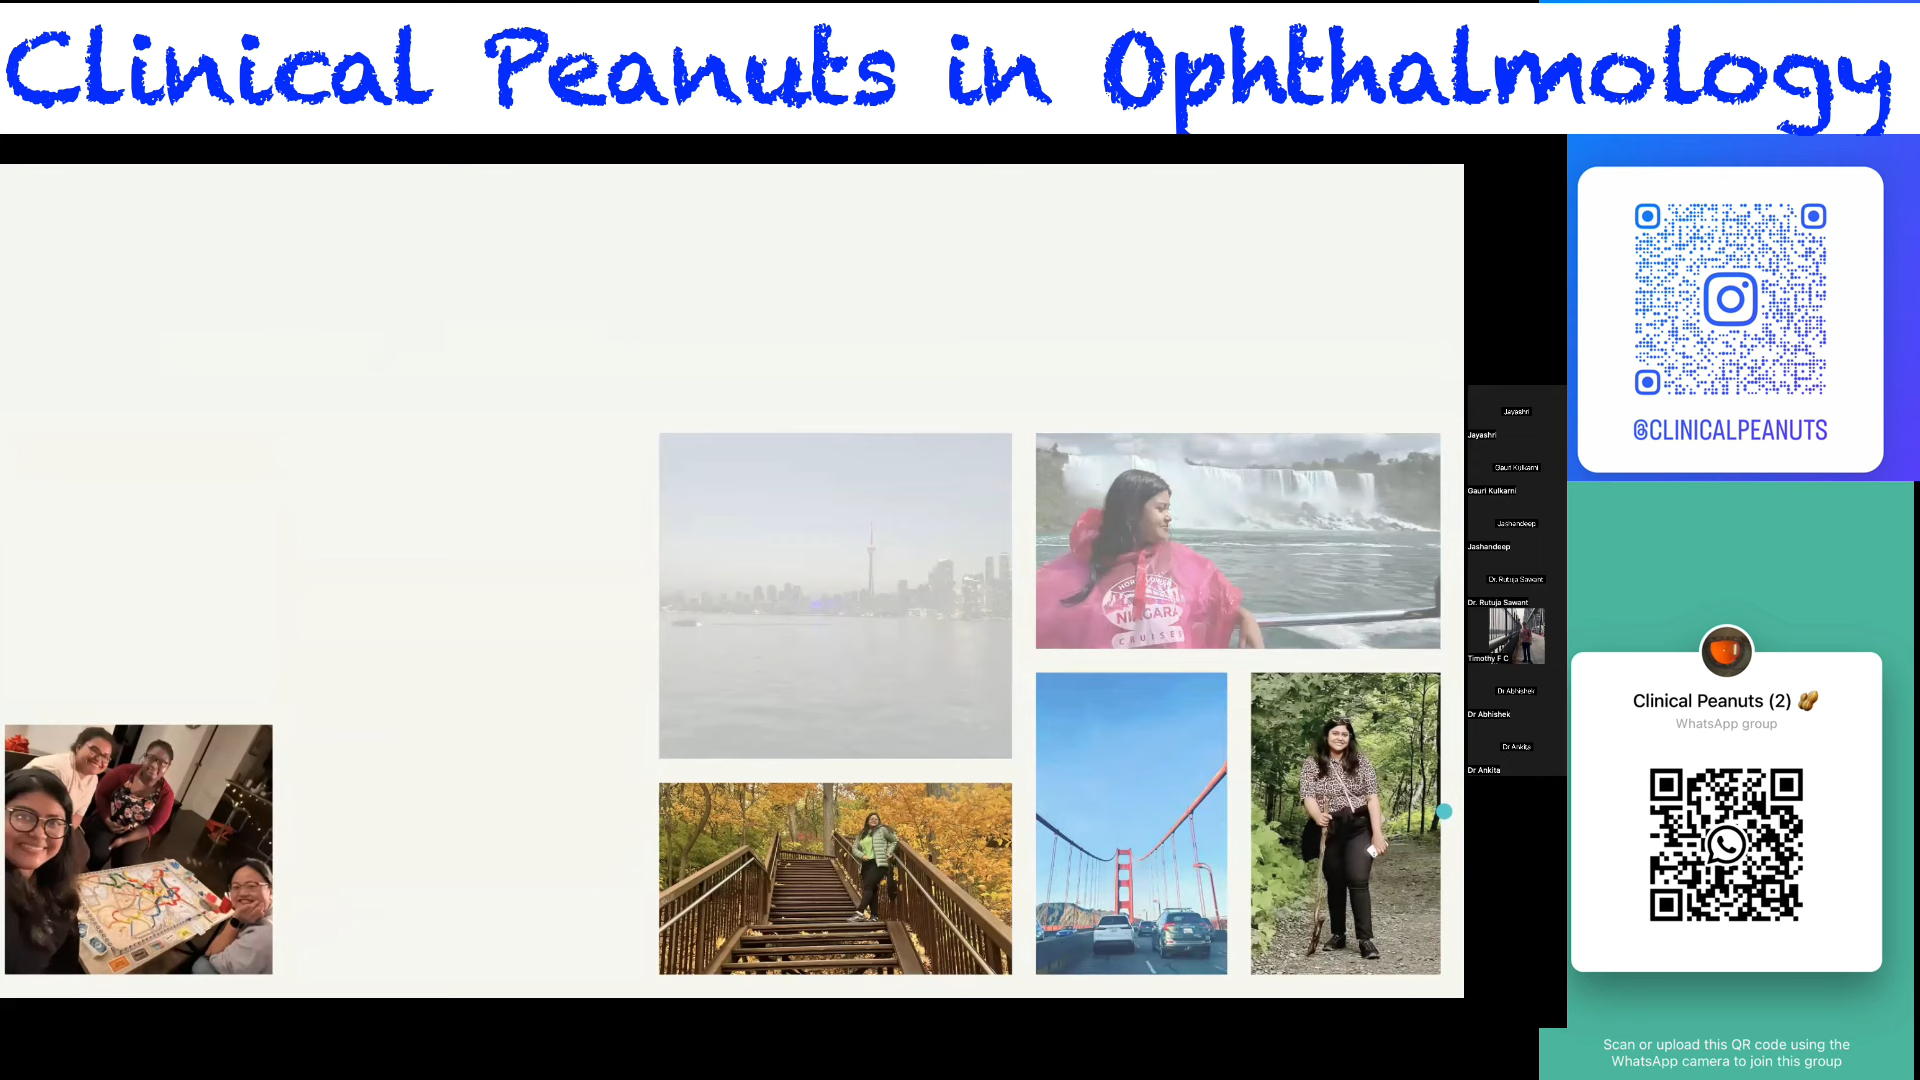 Clinical Peanuts in Ophthalmology
@CLINICALPEANUTS
Jayashri
Jayashri
Gauri Kulkarni
Gauri Kulkarni
Jashandeep
Jashandeep
Dr. Rutuja Sawant
Dr. Rutuja Sawant
Timothy F C
Dr Abhishek
Dr Abhishek
Dr Ankita
Dr Ankita
NIAGARA
CRUISES
Clinical Peanuts (2) 🥜
WhatsApp group
Scan or upload this QR code using the
WhatsApp camera to join this group